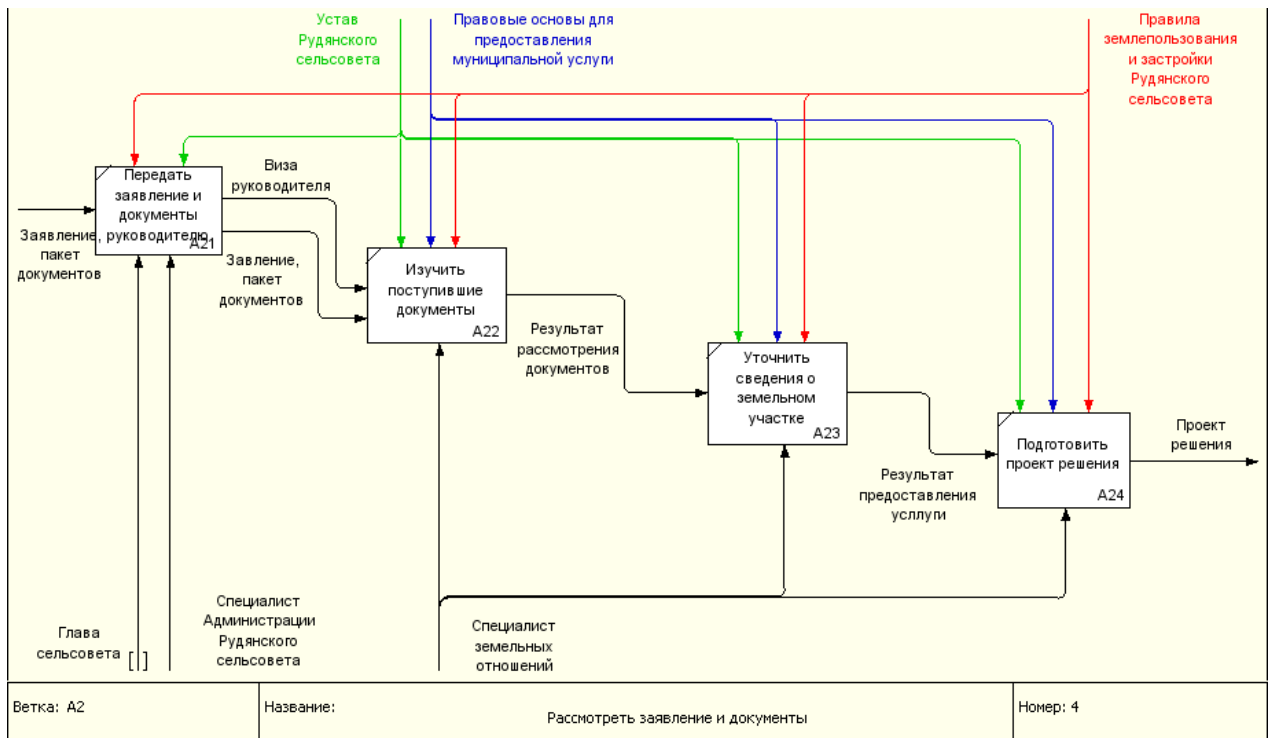 Устав
Рудянского
сельсовета
Правовые основы для
предоставления
муниципальной услуги
Правила
землепользования
и застройки
Рудянского
сельсовета
Передать
заявление и
документы
руководителю
A21
Виза
руководителя
Заявление,
пакет
документов
Завление,
пакет
документов
Изучить
поступившие
документы
A22
Результат
рассмотрения
документов
Уточнить
сведения о
земельном
участке
A23
Результат
предоставления
усллуги
Подготовить
проект решения
A24
Проект
решения
Глава
сельсовета
Специалист
Администрации
Рудянского
сельсовета
Специалист
земельных
отношений
Ветка: A2
Название:
Рассмотреть заявление и документы
Номер: 4